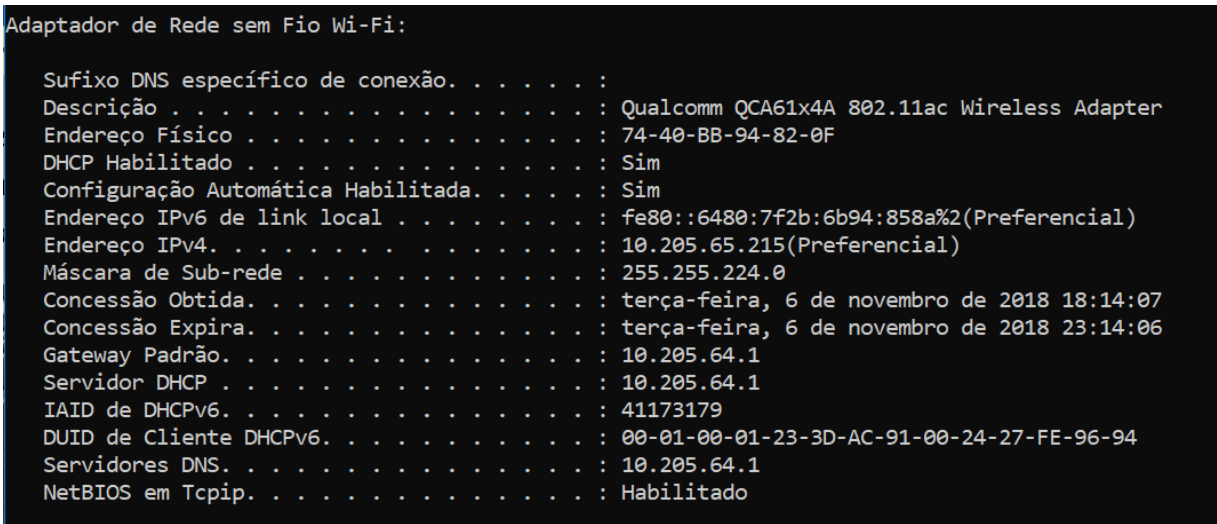 Adaptador de Rede sem Fio Wi-Fi:
Sufixo DNS específico de conexão. . . . . . :
Descrição . . . . . . . . . . . . . . . . . : Qualcomm QCA61x4A 802.11ac Wireless Adapter
Endereço Físico . . . . . . . . . . . . . . : 74-40-BB-94-82-0F
DHCP Habilitado . . . . . . . . . . . . . . : Sim
Configuração Automática Habilitada. . . . . : Sim
Endereço IPv6 de link local . . . . . . . . : fe80::6480:7f2b:6b94:858a%2(Preferencial)
Endereço IPv4. . . . . . . .  . . . . . . . : 10.205.65.215(Preferencial)
Máscara de Sub-rede . . . . . . . . . . . . : 255.255.224.0
Concessão Obtida. . . . . . . . . . . . . . : terça-feira, 6 de novembro de 2018 18:14:07
Concessão Expira. . . . . . . . . . . . . . : terça-feira, 6 de novembro de 2018 23:14:06
Gateway Padrão. . . . . . . . . . . . . . . : 10.205.64.1
Servidor DHCP . . . . . . . . . . . . . . . : 10.205.64.1
IAID de DHCPv6. . . . . . . . . . . . . . . : 41173179
DUID de Cliente DHCPv6. . . . . . . . . . . : 00-01-00-01-23-3D-AC-91-00-24-27-FE-96-94
Servidores DNS. . . . . . . . . . . . . . . : 10.205.64.1
NetBIOS em Tcpip. . . . . . . . . . . . . . : Habilitado